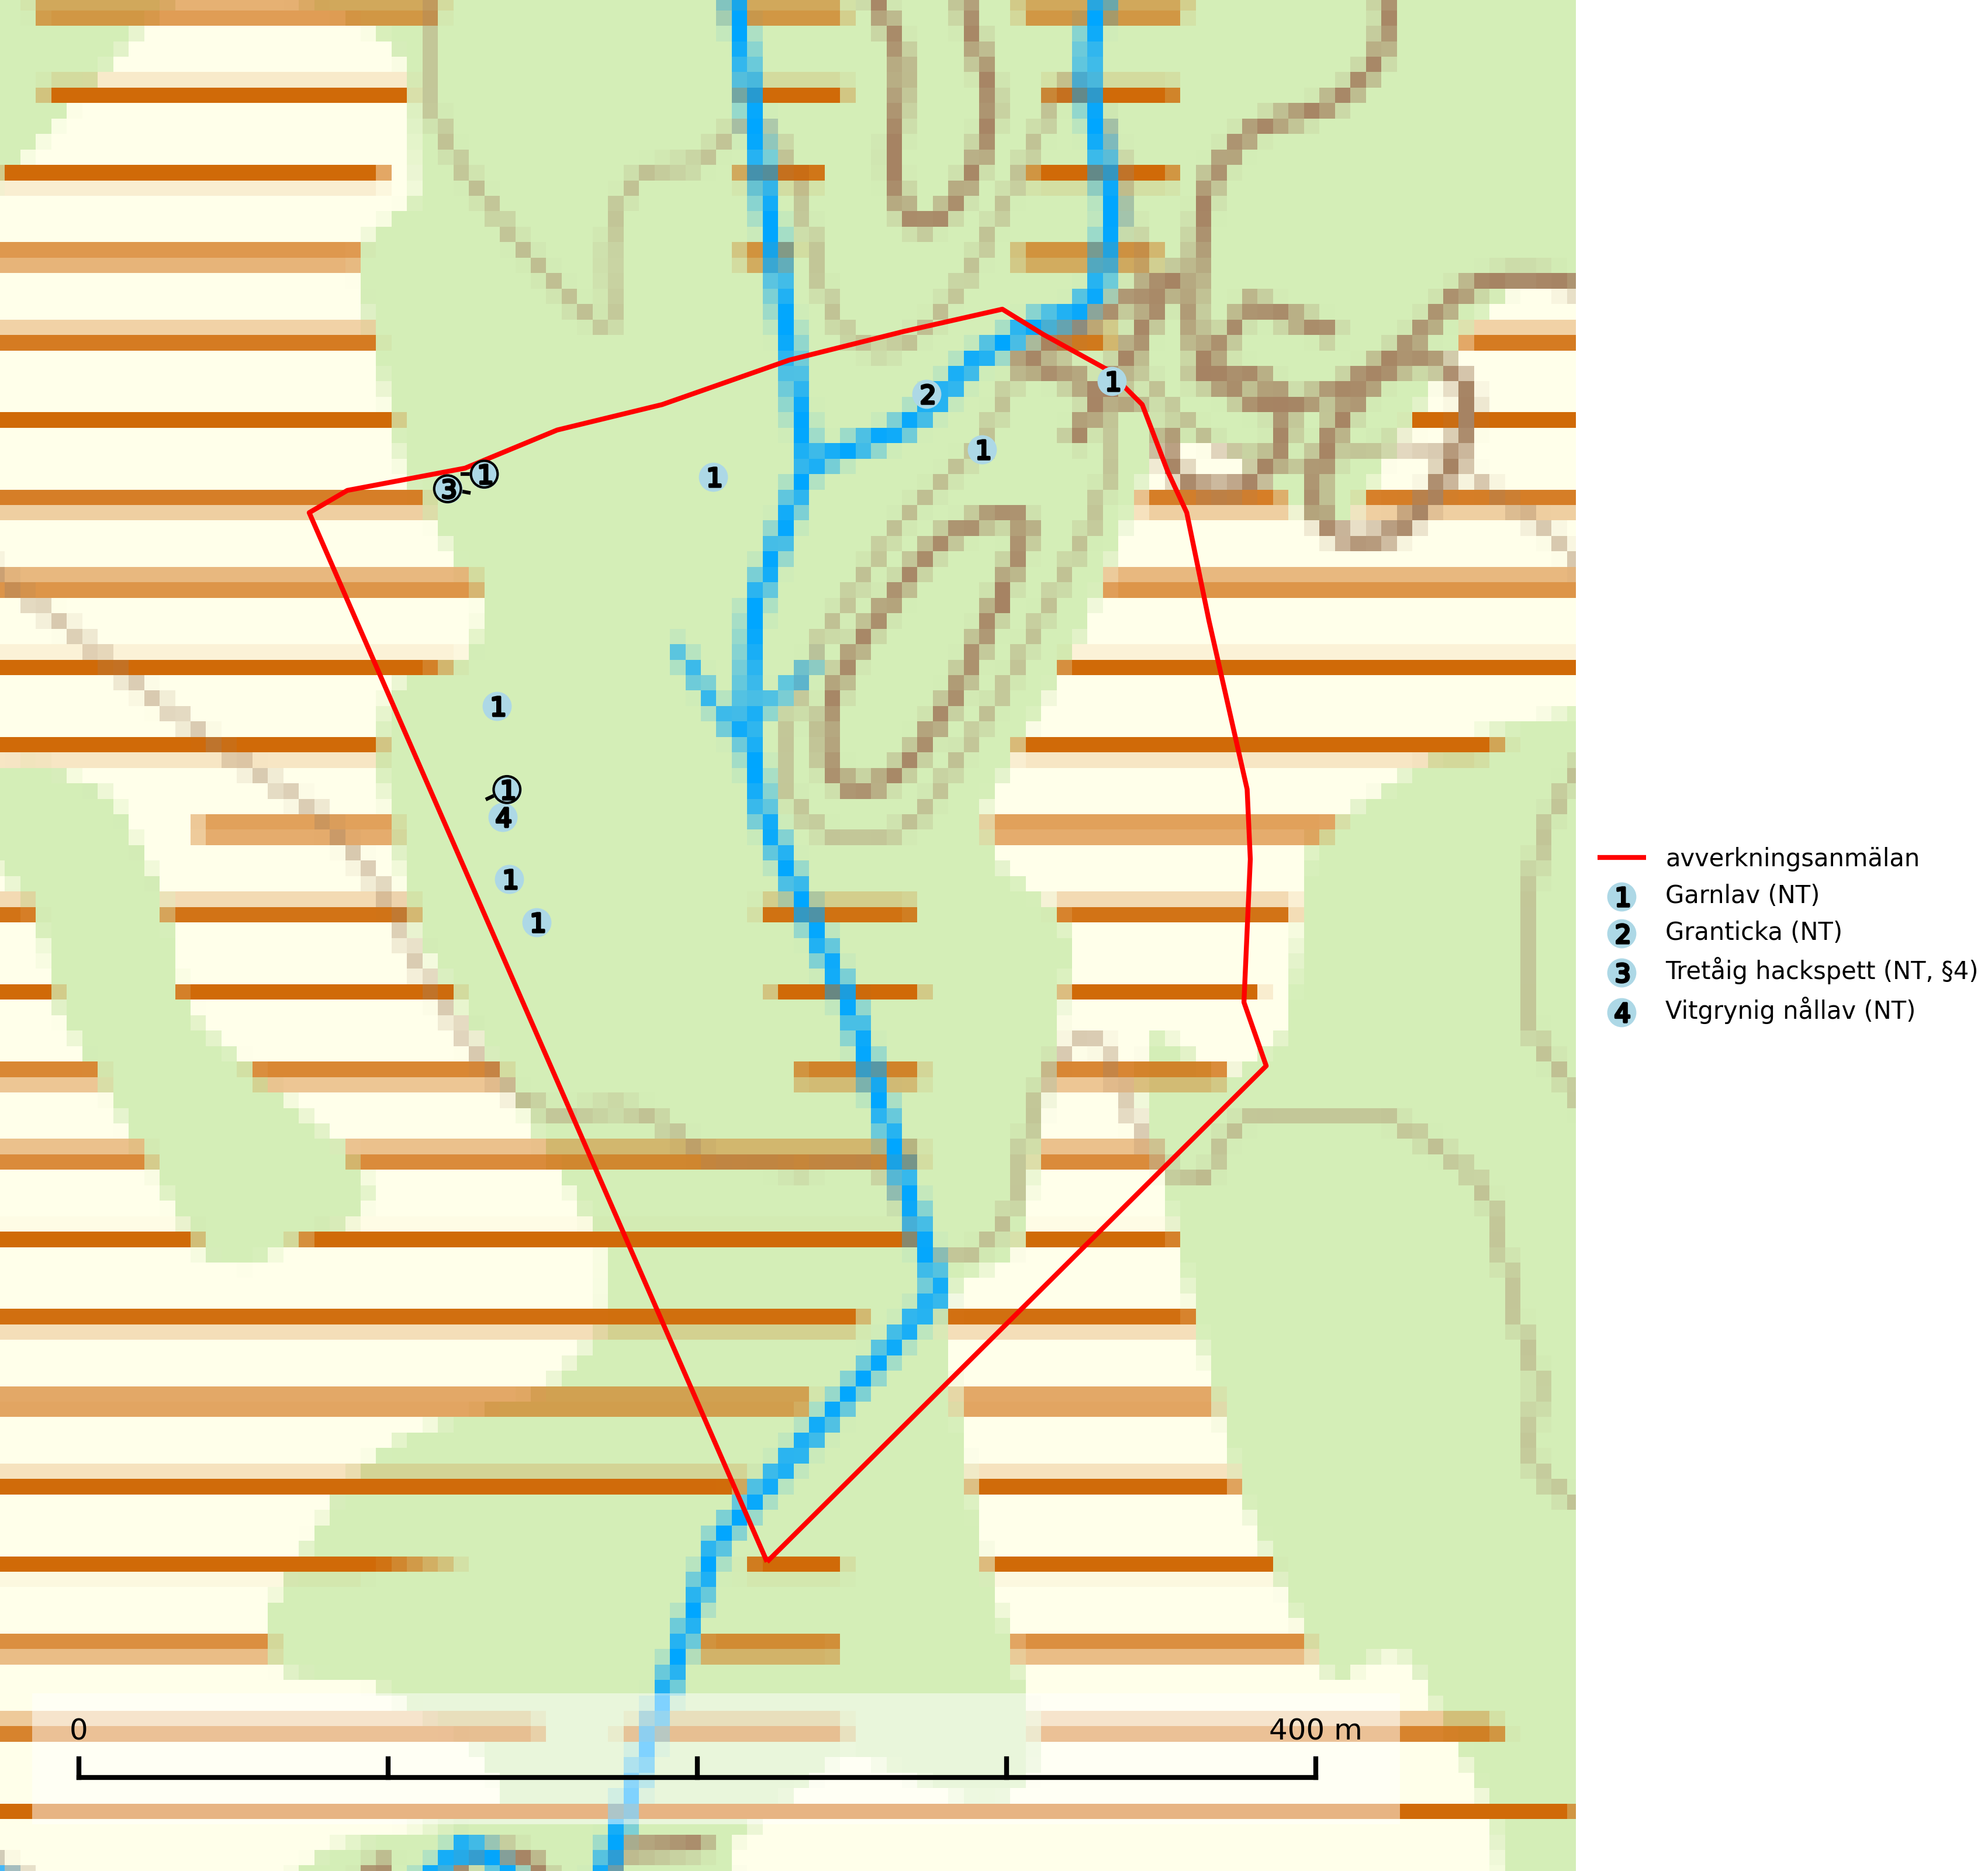 1
2
1
1
1
3
1
1
4
1
1
avverkningsanmälan
1 Garnlav (NT)
2 Granticka (NT)
3 Tretåig hackspett (NT, §4)
4 Vitgrynig nållav (NT)
0 400 m